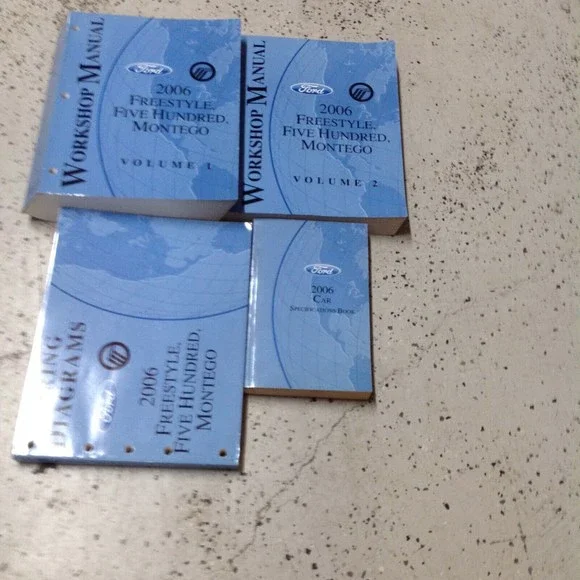 WORKSHOP MANUAL
Ford
2006
FREESTYLE,
FIVE HUNDRED,
MONTEGO
VOLUME 1
WORKSHOP MANUAL
Ford
2006
FREESTYLE,
FIVE HUNDRED,
MONTEGO
VOLUME 2
DIAGRAMS
Ford
2006
FREESTYLE,
FIVE HUNDRED,
MONTEGO
Ford
2006
CAR
SPECIFICATIONS BOOK